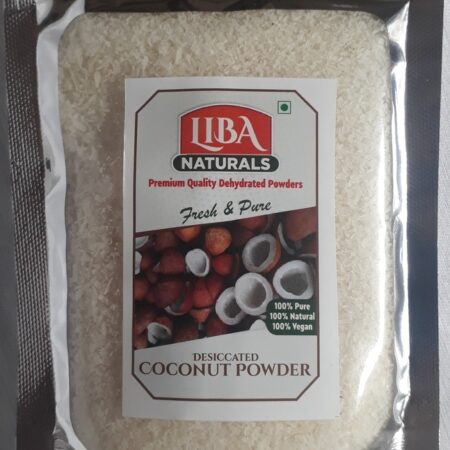 LIBA
NATURALS
Premium Quality Dehydrated Powders
Fresh & Pure
100% Pure
100% Natural
100% Vegan
DESICCATED
COCONUT POWDER